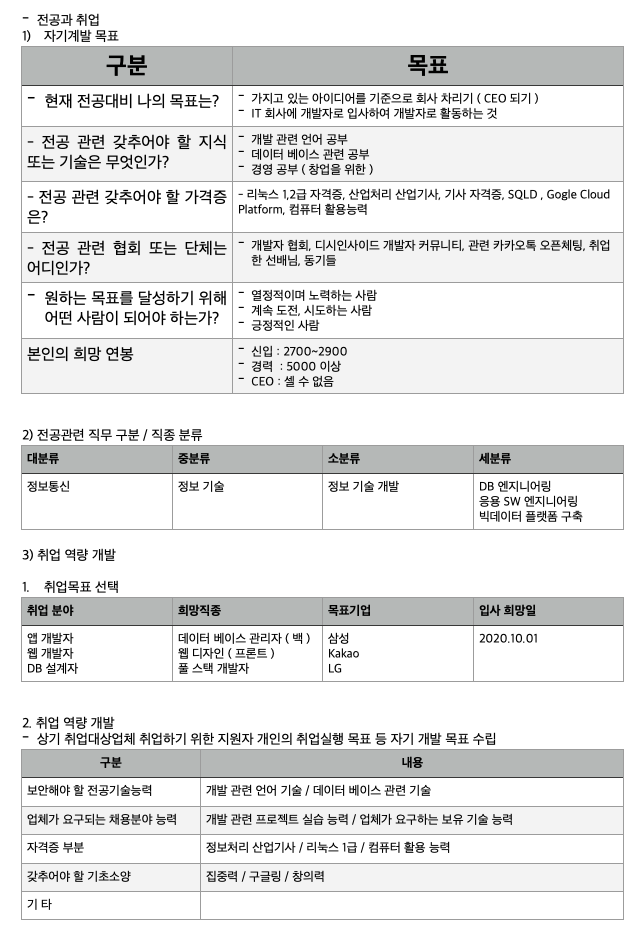 - 전공과 취업
1) 자기계발 목표
구분 목표
- 현재 전공대비 나의 목표는?
- 가지고 있는 아이디어를 기준으로 회사 차리기 ( CEO 되기 )
- IT 회사에 개발자로 입사하여 개발자로 활동하는 것
- 전공 관련 갖추어야 할 지식
또는 기술은 무엇인가?
- 개발 관련 언어 공부
- 데이터 베이스 관련 공부
- 경영 공부 ( 창업을 위한 )
- 전공 관련 갖추어야 할 가격증
은?
- 리눅스 1,2급 자격증, 산업처리 산업기사, 기사 자격증, SQLD , Gogle Cloud
Platform, 컴퓨터 활용능력
- 전공 관련 협회 또는 단체는
어디인가?
- 개발자 협회, 디시인사이드 개발자 커뮤니티, 관련 카카오톡 오픈체팅, 취업
한 선배님, 동기들
- 원하는 목표를 달성하기 위해
어떤 사람이 되어야 하는가?
- 열정적이며 노력하는 사람
- 계속 도전, 시도하는 사람
- 긍정적인 사람
본인의 희망 연봉
- 신입 : 2700~2900
- 경력 : 5000 이상
- CEO : 셀 수 없음
2) 전공관련 직무 구분 / 직종 분류
대분류 중분류 소분류 세분류
정보통신 정보 기술 정보 기술 개발 DB 엔지니어링
응용 SW 엔지니어링
빅데이터 플랫폼 구축
3) 취업 역량 개발
1. 취업목표 선택
취업 분야 희망직종 목표기업 입사 희망일
앱 개발자 데이터 베이스 관리자 ( 백 ) 삼성 2020.10.01
웹 개발자 웹 디자인 ( 프론트 ) Kakao
DB 설계자 풀 스택 개발자 LG
2. 취업 역량 개발
- 상기 취업대상업체 취업하기 위한 지원자 개인의 취업실행 목표 등 자기 개발 목표 수립
구분 내용
보안해야 할 전공기술능력 개발 관련 언어 기술 / 데이터 베이스 관련 기술
업체가 요구되는 채용분야 능력 개발 관련 프로젝트 실습 능력 / 업체가 요구하는 보유 기술 능력
자격증 부분 정보처리 산업기사 / 리눅스 1급 / 컴퓨터 활용 능력
갖추어야 할 기초소양 집중력 / 구글링 / 창의력
기 타